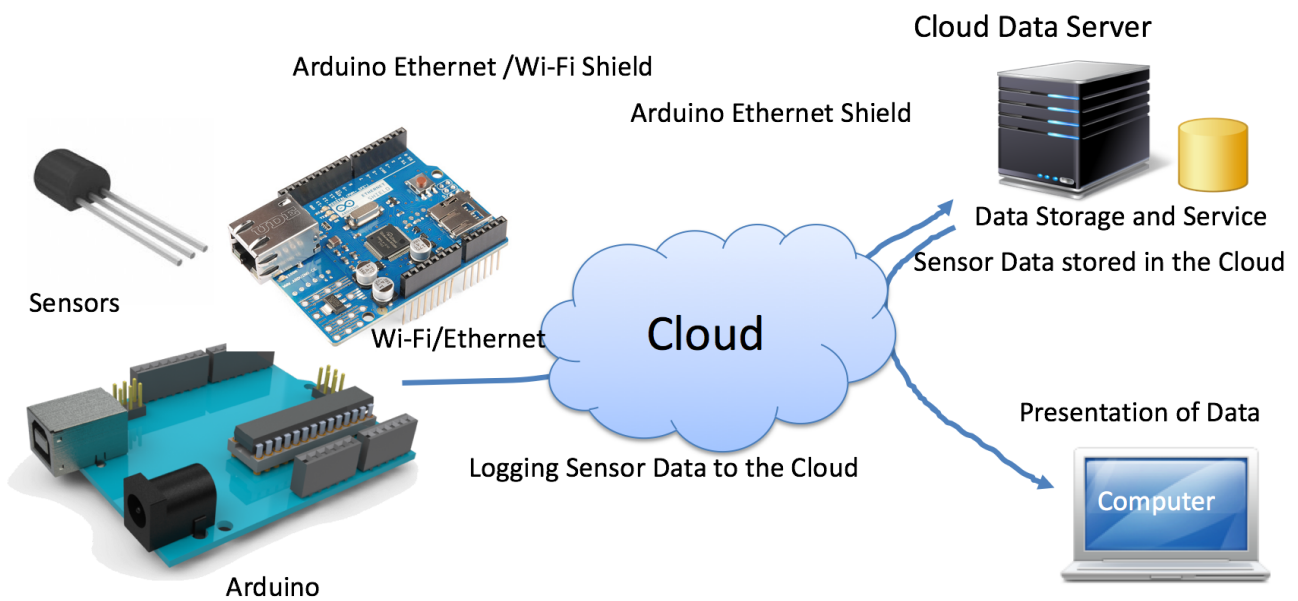 Cloud Data Server
Arduino Ethernet /Wi-Fi Shield
Arduino Ethernet Shield
Data Storage and Service
Sensor Data stored in the Cloud
Sensors
Wi-Fi/Ethernet
Cloud
Presentation of Data
Logging Sensor Data to the Cloud
Computer
Arduino